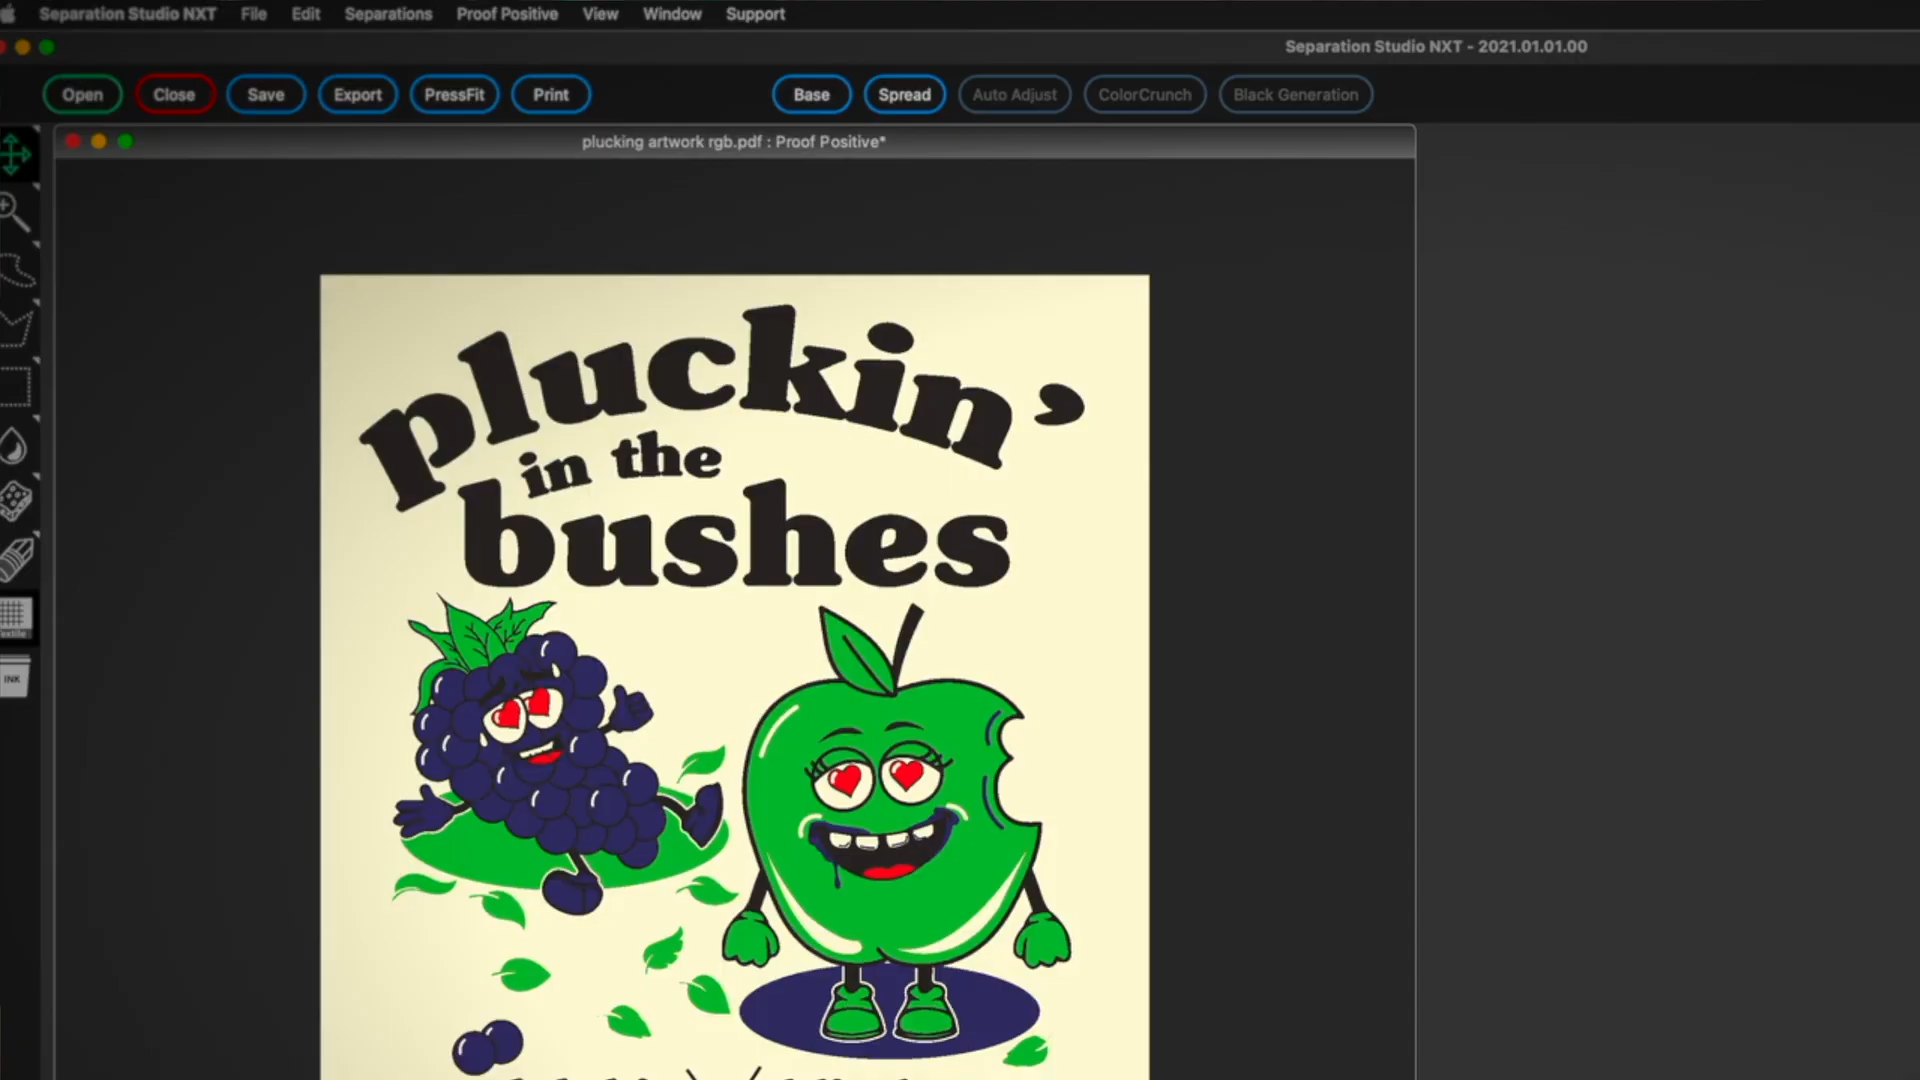 Separation Studio NXT File Edit Separations Proof Positive View Window Support
Separation Studio NXT - 2021.01.01.00
Open Close Save Export PressFit Print Base Spread Auto Adjust ColorCrunch Black Generation
plucking artwork rgb.pdf : Proof Positive*
pluckin’
in the
bushes
INK